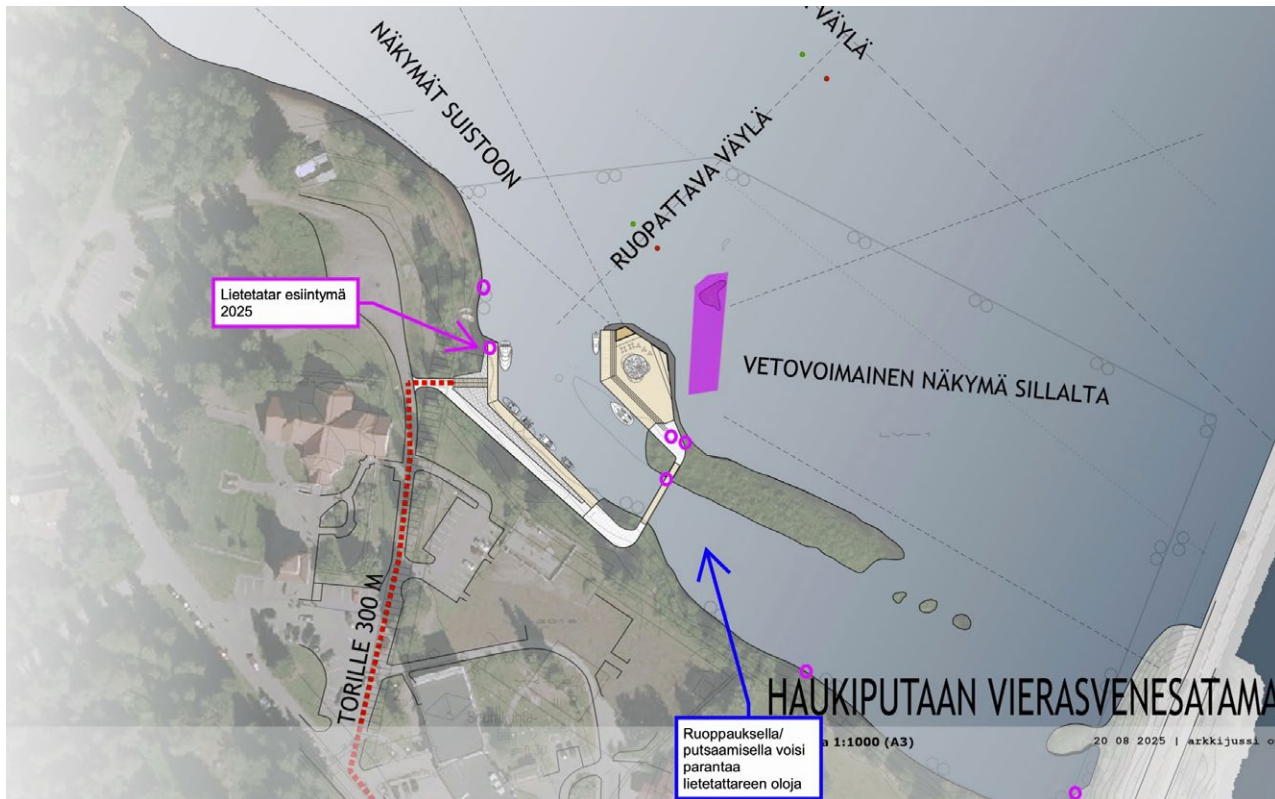 VÄYLÄ
NÄKYMÄT SUISTOON
RUOPATTAVA VÄYLÄ
Lietetatar esiintymä
2025
VETOVOIMAINEN NÄKYMÄ SILLALTA
TORILLE 300 M
HAUKIPUTAAN VIERASVENESATAMA
Ruoppauksella/
putsaamisella voisi
parantaa
lietetattareen oloja
1:1000 (A3)
20 08 2025 | arkkijussi o